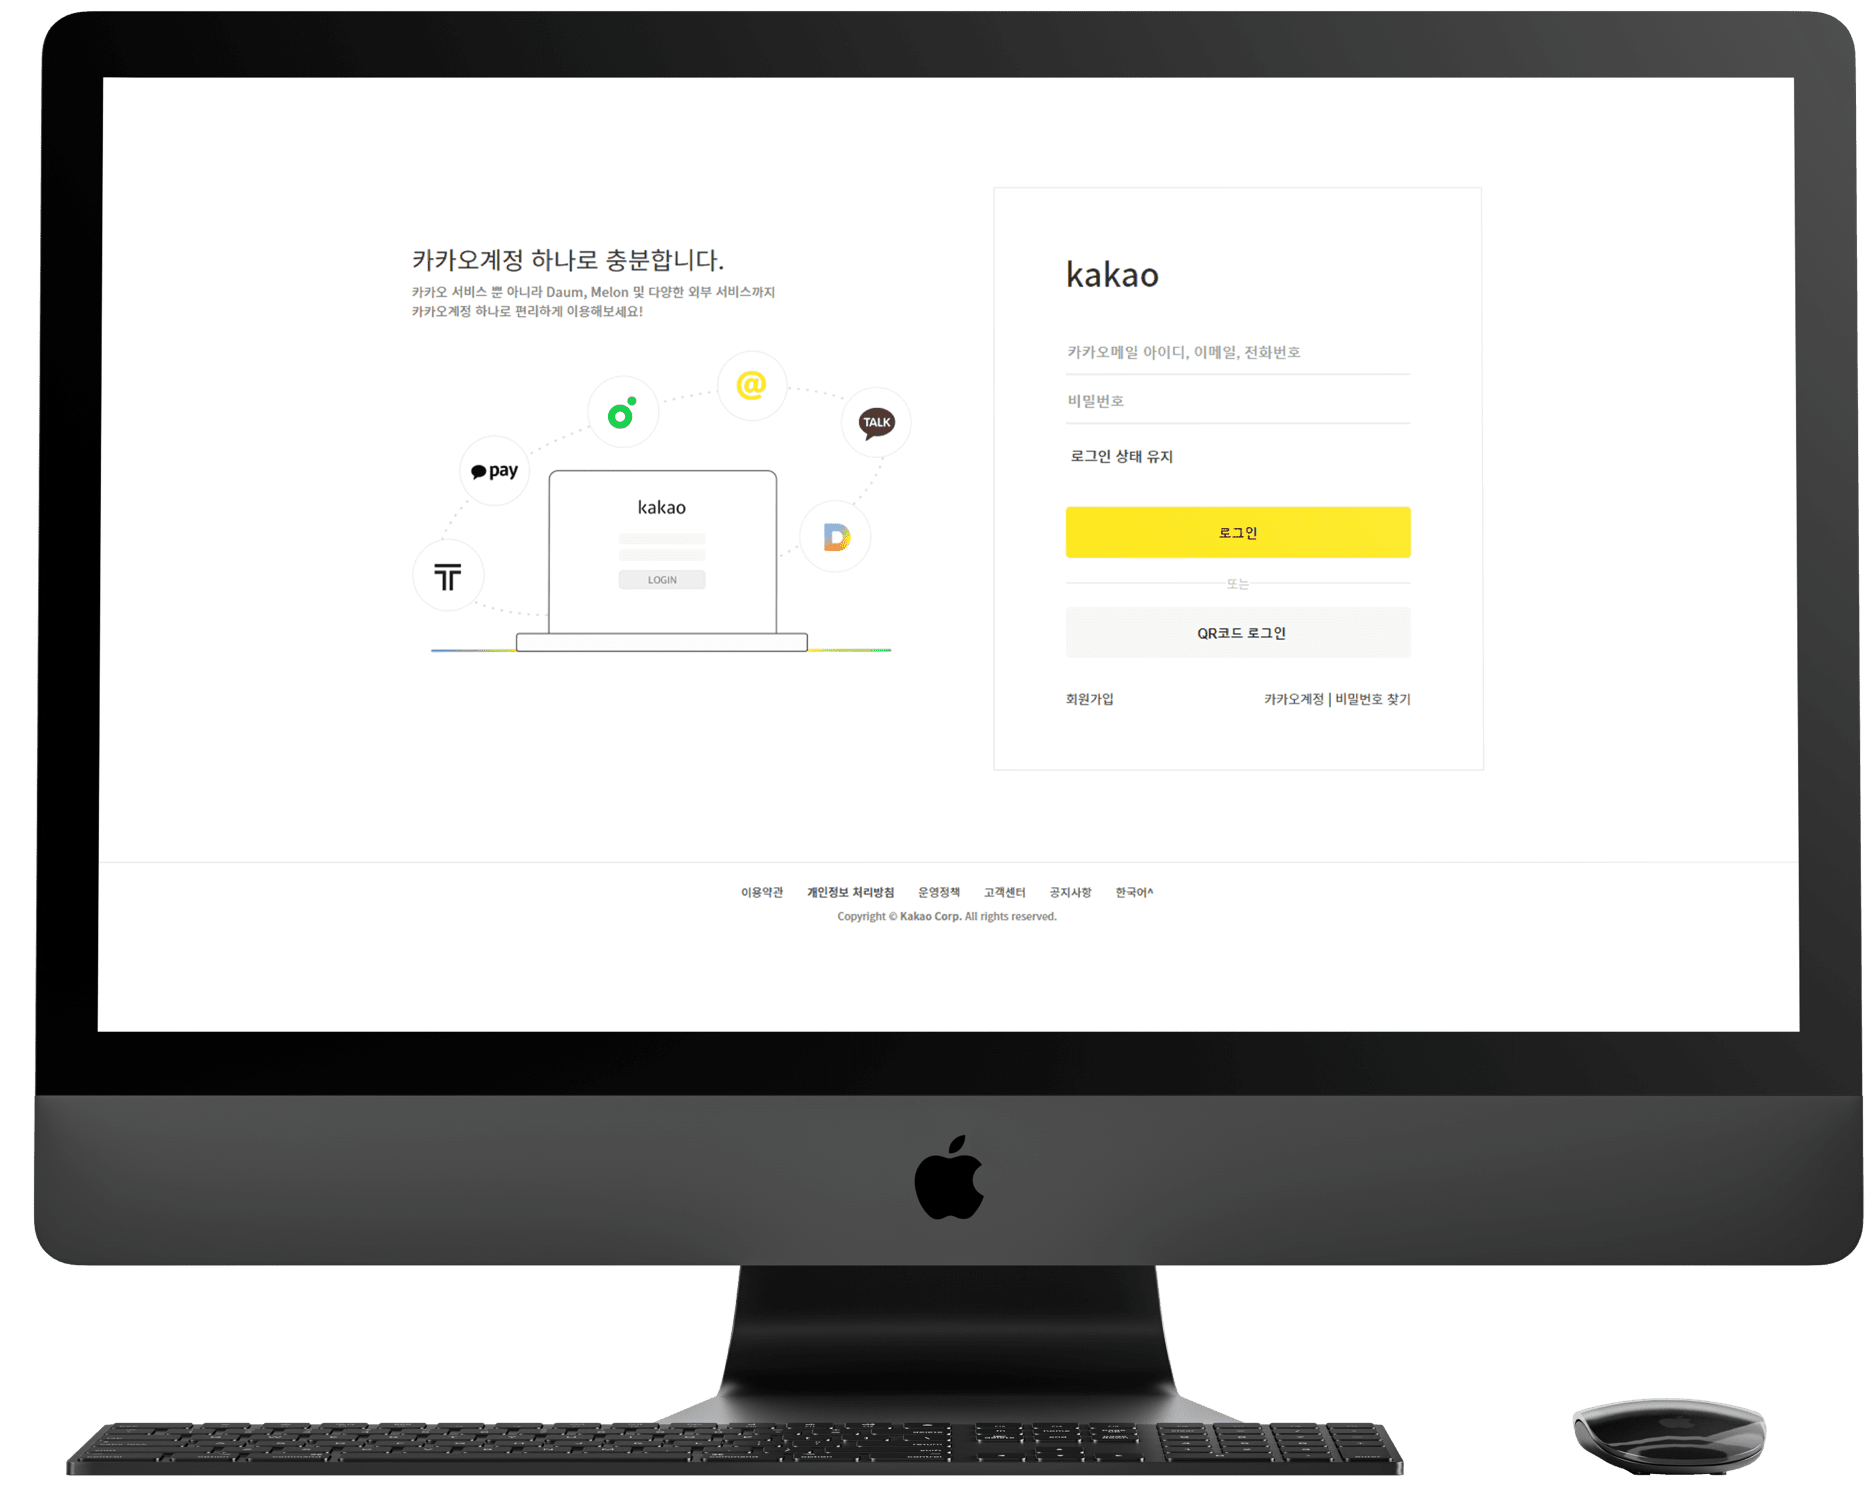 카카오계정 하나로 충분합니다.
카카오 서비스 뿐 아니라 Daum, Melon 및 다양한 외부 서비스까지
카카오계정 하나로 편리하게 이용해보세요!
@
TALK
pay
kakao
LOGIN
D
T
kakao
카카오메일 아이디, 이메일, 전화번호
비밀번호
로그인 상태 유지
로그인
또는
QR코드 로그인
회원가입
카카오계정 | 비밀번호 찾기
이용약관 개인정보 처리방침 운영정책 고객센터 공지사항 한국어^
Copyright © Kakao Corp. All rights reserved.